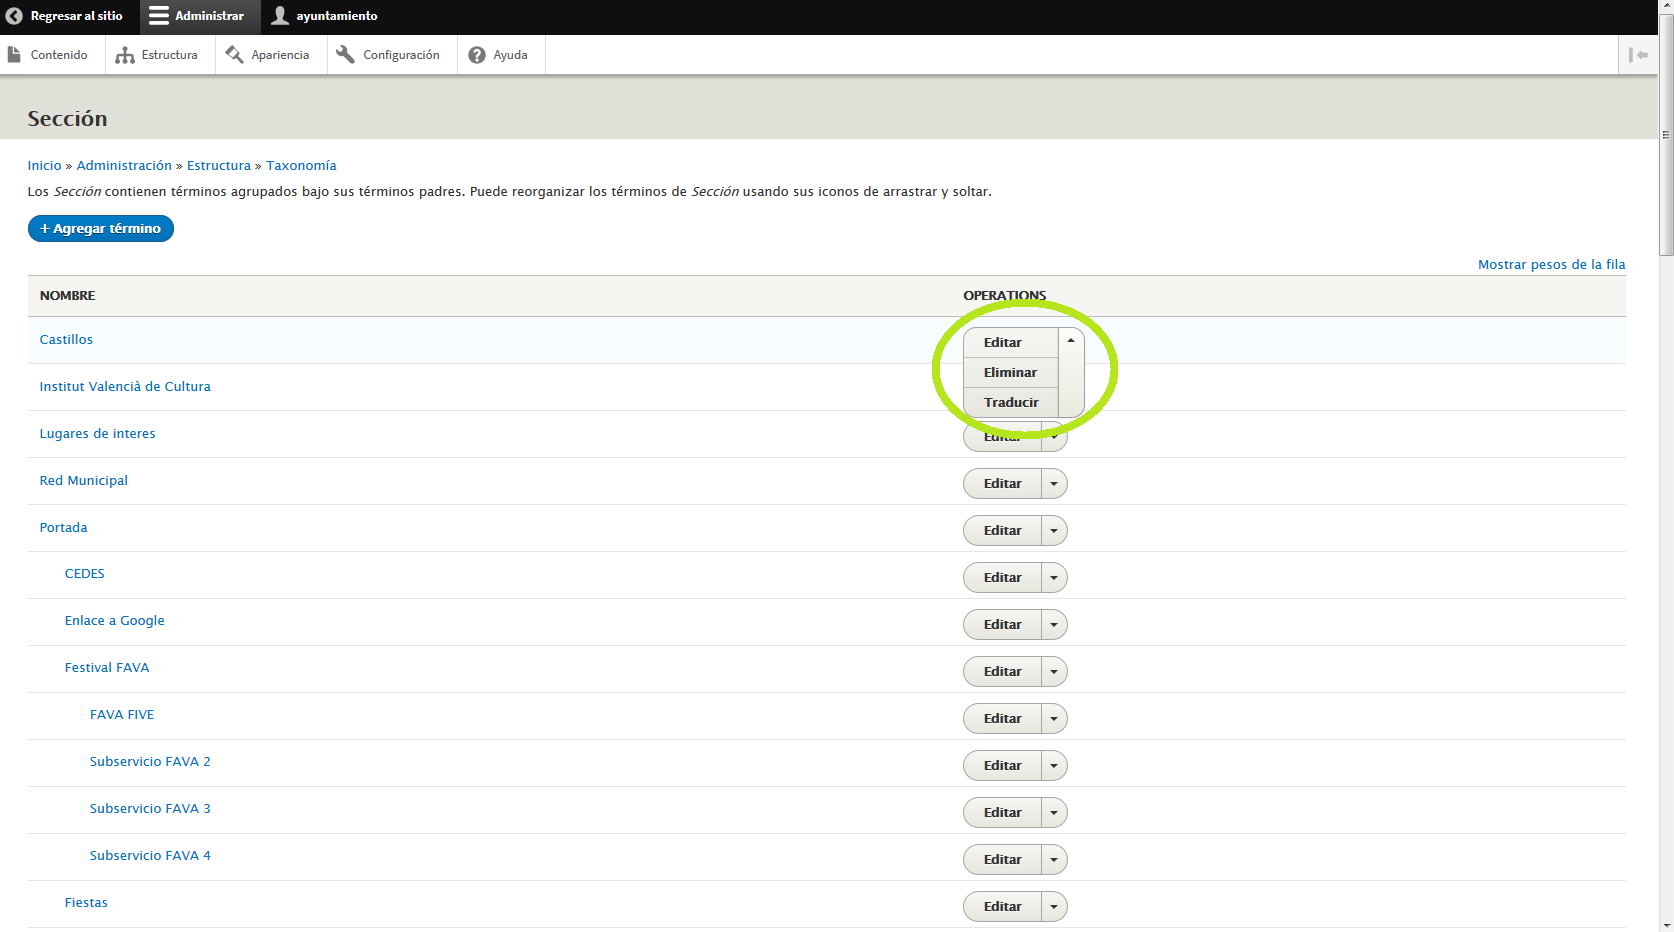 Regresar al sitio Administrar ayuntamiento
Contenido Estructura Apariencia Configuración Ayuda
Sección
Inicio » Administración » Estructura » Taxonomía
Los Sección contienen términos agrupados bajo sus términos padres. Puede reorganizar los términos de Sección usando sus iconos de arrastrar y soltar.
+ Agregar término
Mostrar pesos de la fila
NOMBRE OPERATIONS
Castillos Editar
Eliminar
Institut Valencià de Cultura
Traducir
Lugares de interes Editar
Red Municipal Editar
Portada Editar
CEDES Editar
Enlace a Google Editar
Festival FAVA Editar
FAVA FIVE Editar
Subservicio FAVA 2 Editar
Subservicio FAVA 3 Editar
Subservicio FAVA 4 Editar
Fiestas Editar